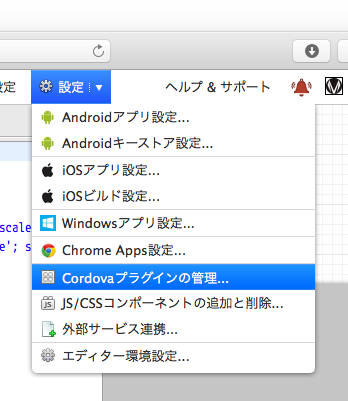 定
設定
ヘルプ & サポート
Androidアプリ設定...
Androidキーストア設定...
iOSアプリ設定...
iOSビルド設定...
Windowsアプリ設定...
scale
Chrome Apps設定...
e'; s
Cordovaプラグインの管理...
JS JS/CSSコンポーネントの追加と削除...
外部サービス連携...
エディター環境設定...